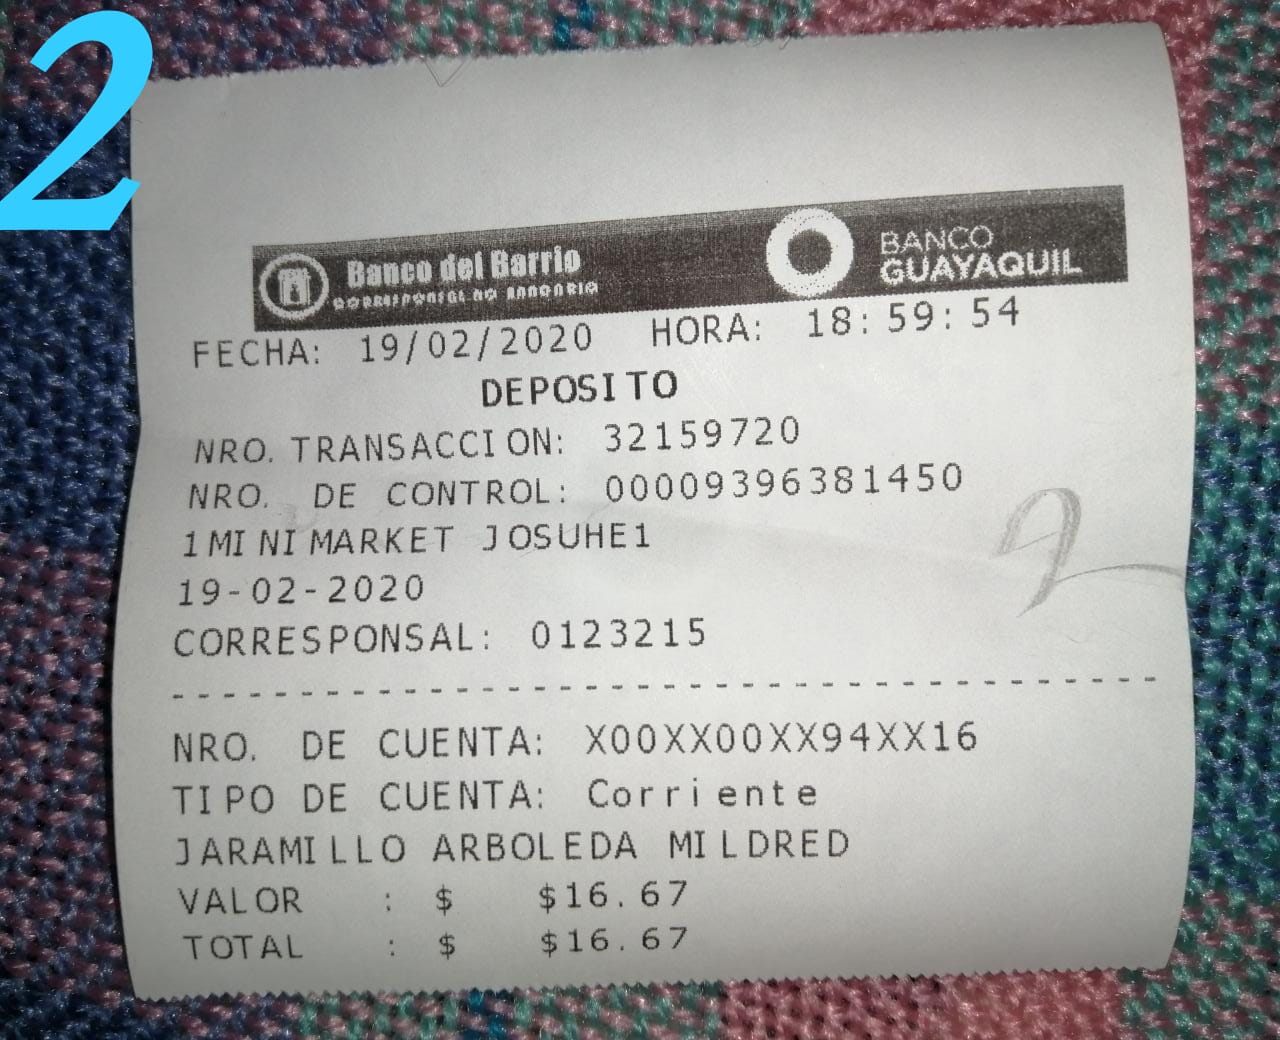 2
Banco del Barrio
CORRESPONSAL NO BANCARIO
BANCO
GUAYAQUIL
FECHA: 19/02/2020 HORA: 18:59:54
DEPOSITO
NRO. TRANSACCION: 32159720
NRO. DE CONTROL: 00009396381450
1MINIMARKET JOSUHE1
19-02-2020
CORRESPONSAL: 0123215
2
----------------------------------------
NRO. DE CUENTA: X00XX00XX94XX16
TIPO DE CUENTA: Corriente
JARAMILLO ARBOLEDA MILDRED
VALOR : $ $16.67
TOTAL : $ $16.67